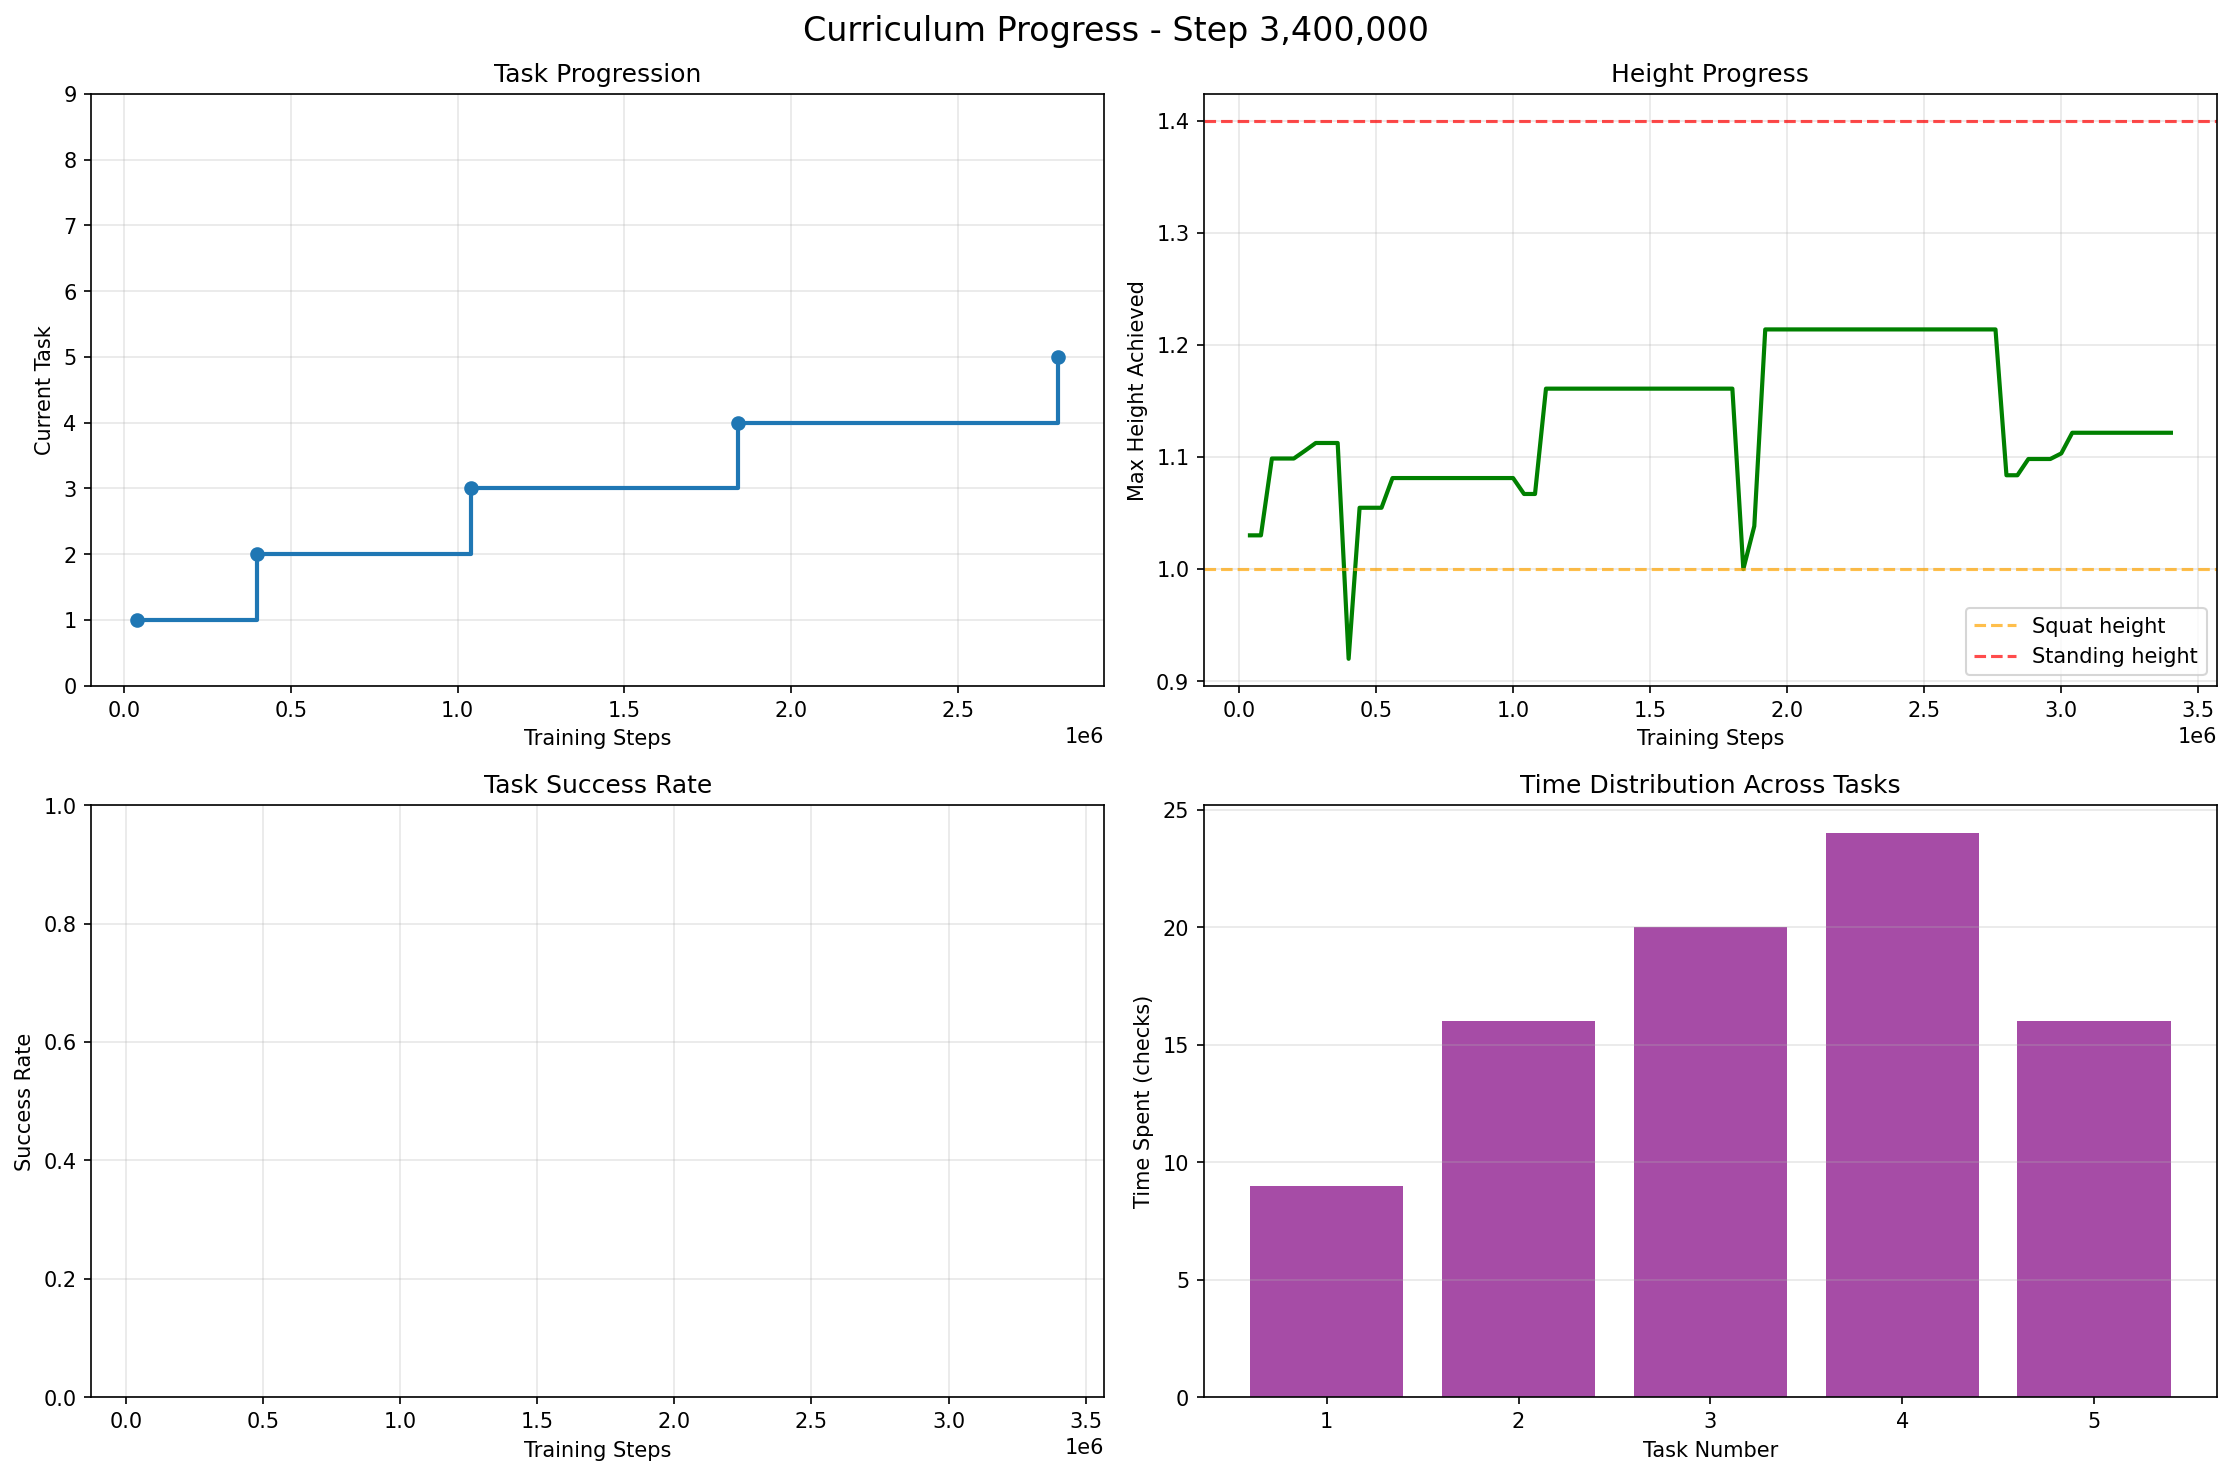 Curriculum Progress - Step 3,400,000
Task Progression
9
8
7
6
5
4
3
2
1
0
Current Task
0.0 0.5 1.0 1.5 2.0 2.5
1e6
Training Steps
Height Progress
1.4
1.3
1.2
1.1
1.0
0.9
Max Height Achieved
Squat height
Standing height
0.0 0.5 1.0 1.5 2.0 2.5 3.0 3.5
1e6
Training Steps
Task Success Rate
1.0
0.8
0.6
0.4
0.2
0.0
Success Rate
0.0 0.5 1.0 1.5 2.0 2.5 3.0 3.5
1e6
Training Steps
Time Distribution Across Tasks
25
20
15
10
5
0
Time Spent (checks)
1 2 3 4 5
Task Number